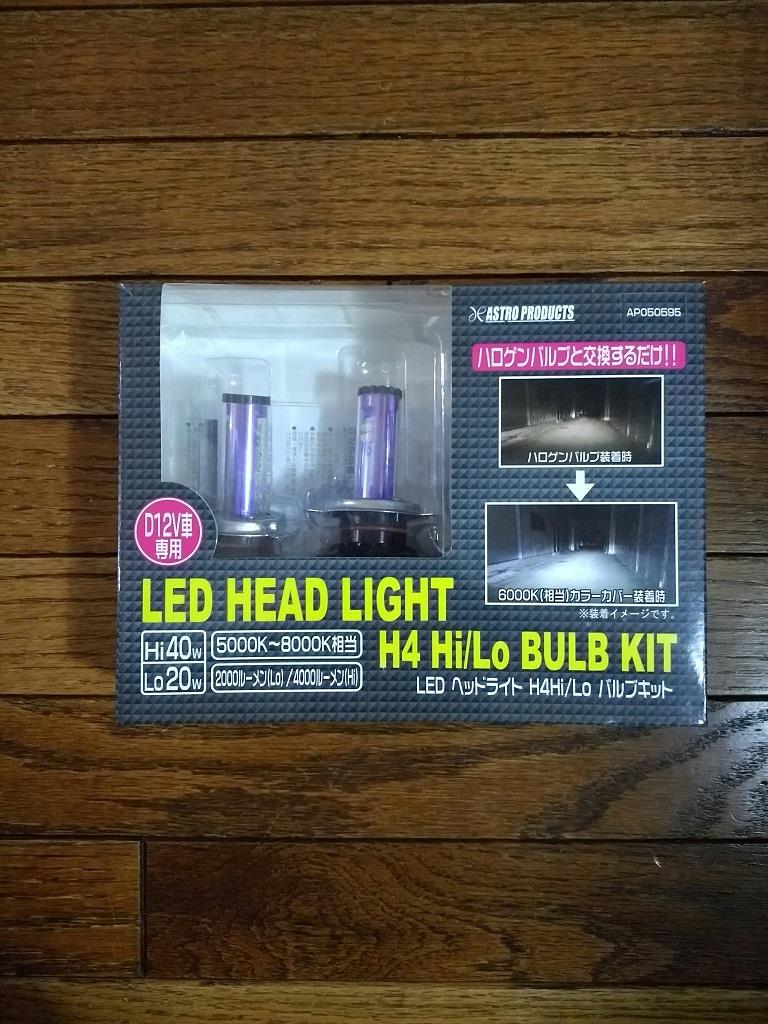 ASTRO PRODUCTS
AP050595
ハロゲンバルブと交換するだけ!!
ハロゲンバルブ装着時
6000K(相当)カラーカバー装着時
※装着イメージです。
D12V車
専用
LED HEAD LIGHT
H4 Hi/Lo BULB KIT
Hi40W
Lo20W
5000K～8000K相当
2000ルーメン(Lo)/4000ルーメン(Hi)
LED ヘッドライト H4Hi/Lo バルブキット